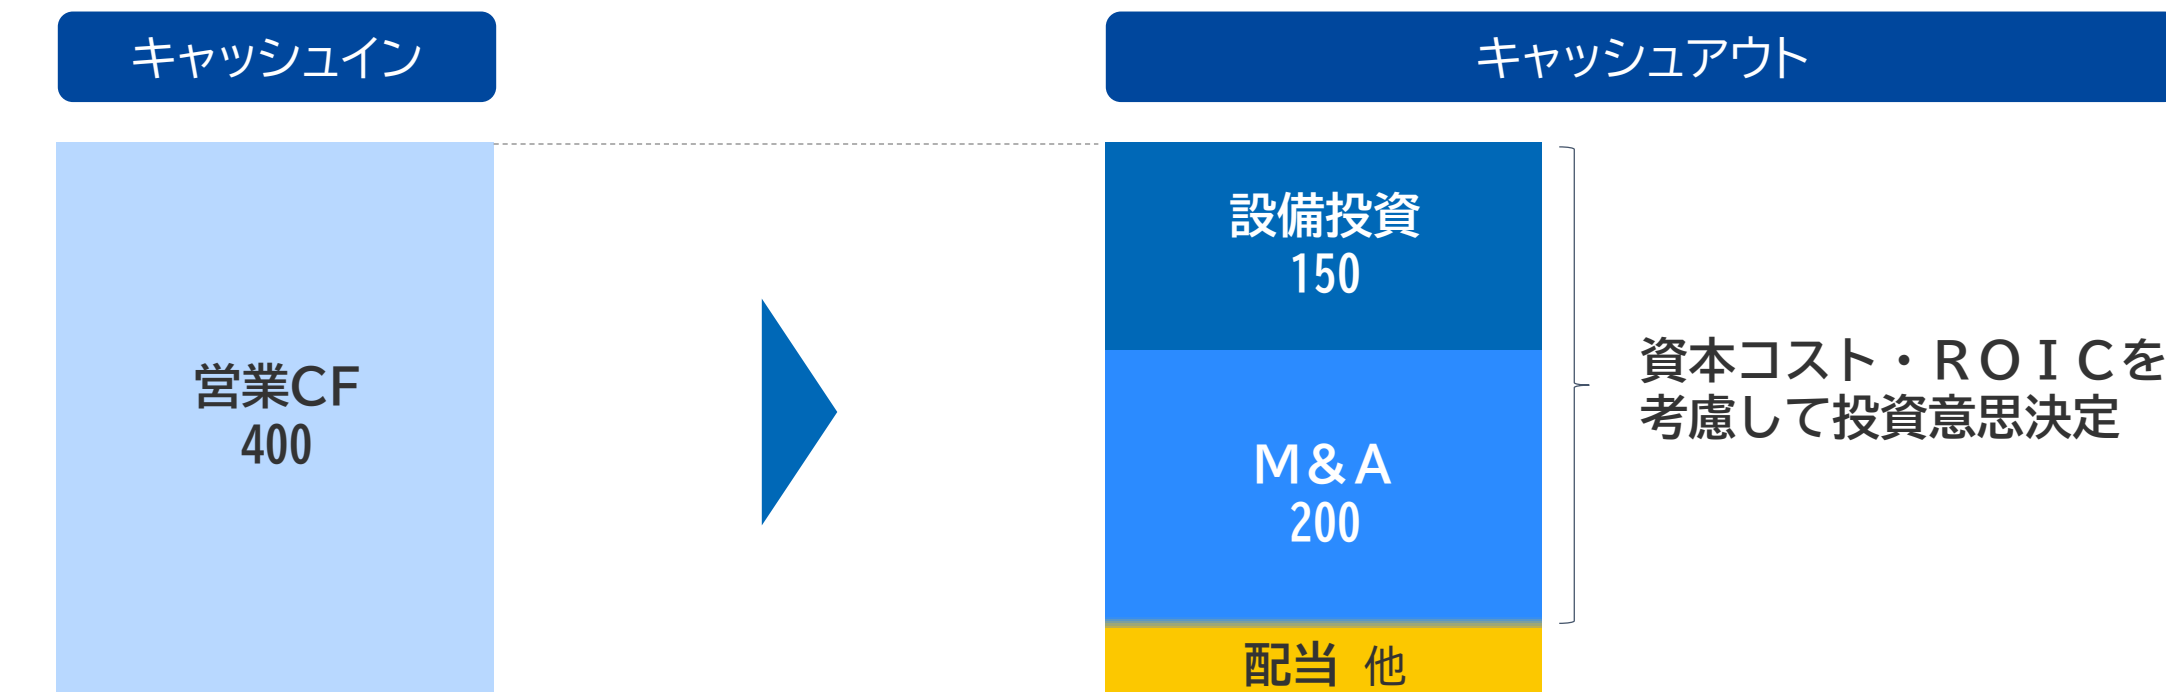 キャッシュイン
キャッシュアウト
営業CF
400
設備投資
150
M＆A
200
配当 他
資本コスト・ＲＯＩＣを
考慮して投資意思決定